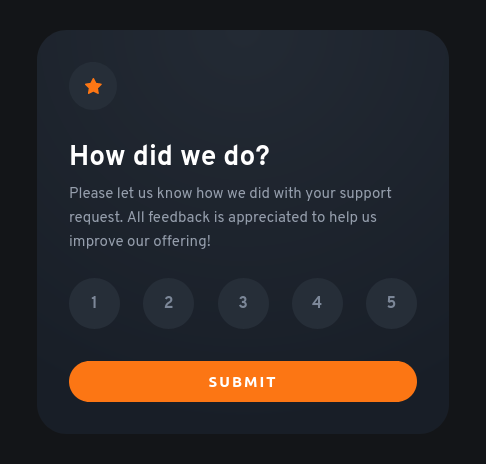 How did we do?
Please let us know how we did with your support
request. All feedback is appreciated to help us
improve our offering!
1 2 3 4 5
SUBMIT